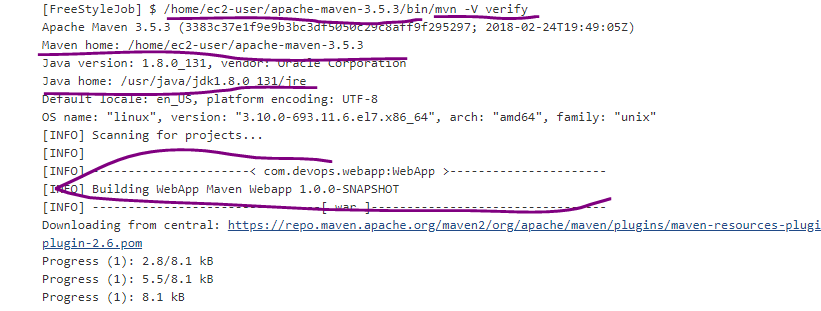 [FreeStyleJob] $ /home/ec2-user/apache-maven-3.5.3/bin/mvn -V verify
Apache Maven 3.5.3 (3383c37e1f9e9b3bc3df5050c29c8aff9f295297; 2018-02-24T19:49:05Z)
Maven home: /home/ec2-user/apache-maven-3.5.3
Java version: 1.8.0_131, vendor: Oracle Corporation
Java home: /usr/java/jdk1.8.0_131/jre
Default locale: en_US, platform encoding: UTF-8
OS name: "linux", version: "3.10.0-693.11.6.el7.x86_64", arch: "amd64", family: "unix"
[INFO] Scanning for projects...
[INFO]
[INFO] ----------------------< com.devops.webapp:WebApp >----------------------
[INFO] Building WebApp Maven Webapp 1.0.0-SNAPSHOT
[INFO] --------------------------------[ war ]---------------------------------
Downloading from central: https://repo.maven.apache.org/maven2/org/apache/maven/plugins/maven-resources-plugi
plugin-2.6.pom
Progress (1): 2.8/8.1 kB
Progress (1): 5.5/8.1 kB
Progress (1): 8.1 kB